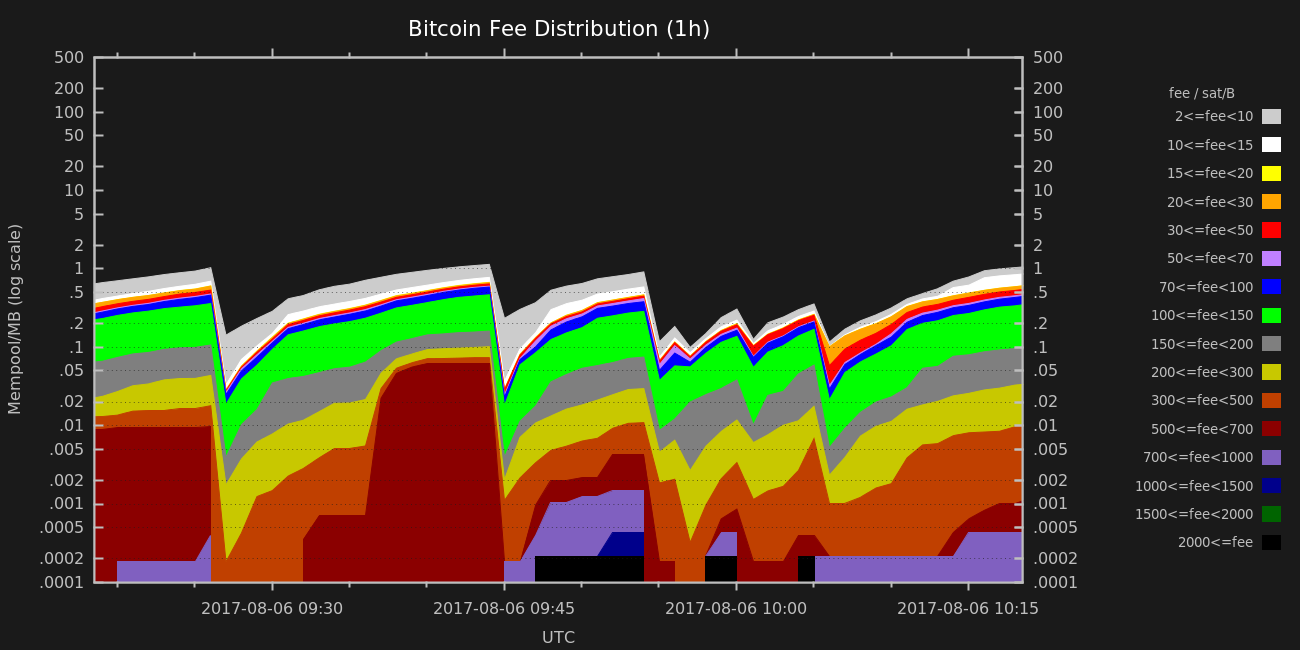 Bitcoin Fee Distribution (1h)
Mempool/MB (log scale)
500
200
100
50
20
10
5
2
1
.5
.2
.1
.05
.02
.01
.005
.002
.001
.0005
.0002
.0001
500
200
100
50
20
10
5
2
1
.5
.2
.1
.05
.02
.01
.005
.002
.001
.0005
.0002
.0001
2017-08-06 09:30
2017-08-06 09:45
2017-08-06 10:00
2017-08-06 10:15
UTC
fee / sat/B
2<=fee<10
10<=fee<15
15<=fee<20
20<=fee<30
30<=fee<50
50<=fee<70
70<=fee<100
100<=fee<150
150<=fee<200
200<=fee<300
300<=fee<500
500<=fee<700
700<=fee<1000
1000<=fee<1500
1500<=fee<2000
2000<=fee